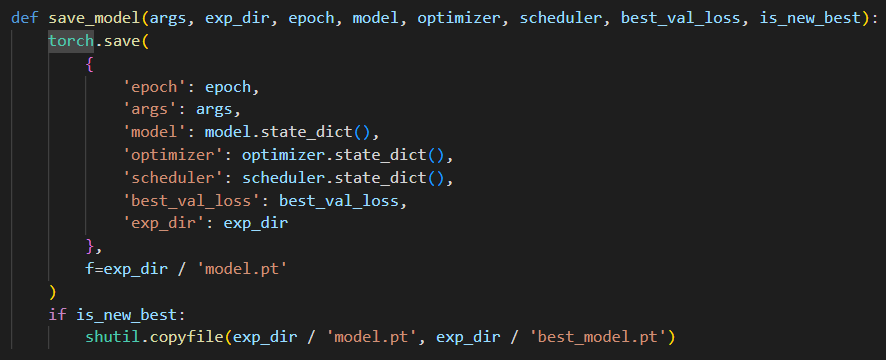 def save_model(args, exp_dir, epoch, model, optimizer, scheduler, best_val_loss, is_new_best):
    torch.save(
        {
            'epoch': epoch,
            'args': args,
            'model': model.state_dict(),
            'optimizer': optimizer.state_dict(),
            'scheduler': scheduler.state_dict(),
            'best_val_loss': best_val_loss,
            'exp_dir': exp_dir
        },
        f=exp_dir / 'model.pt'
    )
    if is_new_best:
        shutil.copyfile(exp_dir / 'model.pt', exp_dir / 'best_model.pt')